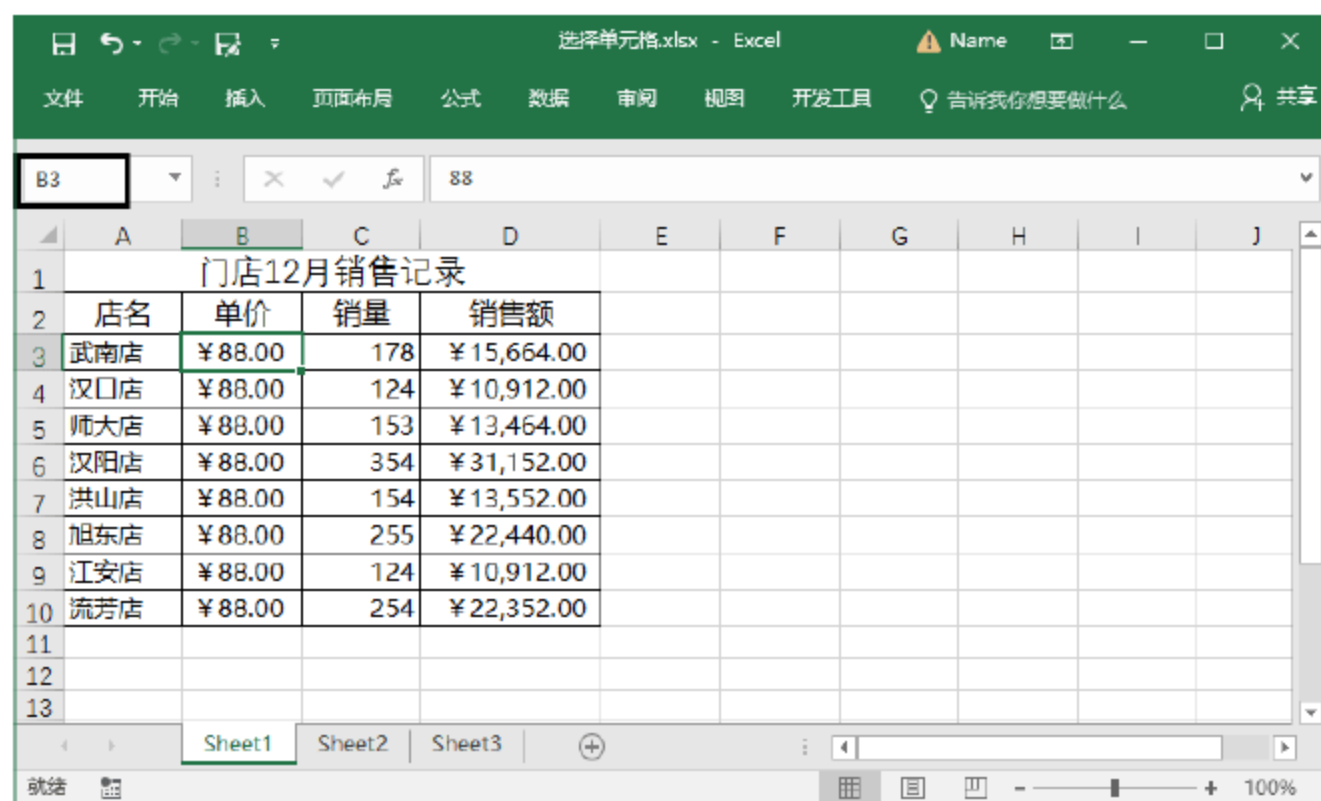 选择单元格.xlsx - Excel
Name
文件 开始 插入 页面布局 公式 数据 审阅 视图 开发工具 告诉我你想要做什么 共享
B3 fx 88
A B C D E F G H I J
1 门店12月销售记录
2 店名 单价 销量 销售额
3 武南店 ¥88.00 178 ¥15,664.00
4 汉口店 ¥88.00 124 ¥10,912.00
5 师大店 ¥88.00 153 ¥13,464.00
6 汉阳店 ¥88.00 354 ¥31,152.00
7 洪山店 ¥88.00 154 ¥13,552.00
8 旭东店 ¥88.00 255 ¥22,440.00
9 江安店 ¥88.00 124 ¥10,912.00
10 流芳店 ¥88.00 254 ¥22,352.00
11
12
13
Sheet1 Sheet2 Sheet3
就绪 100%